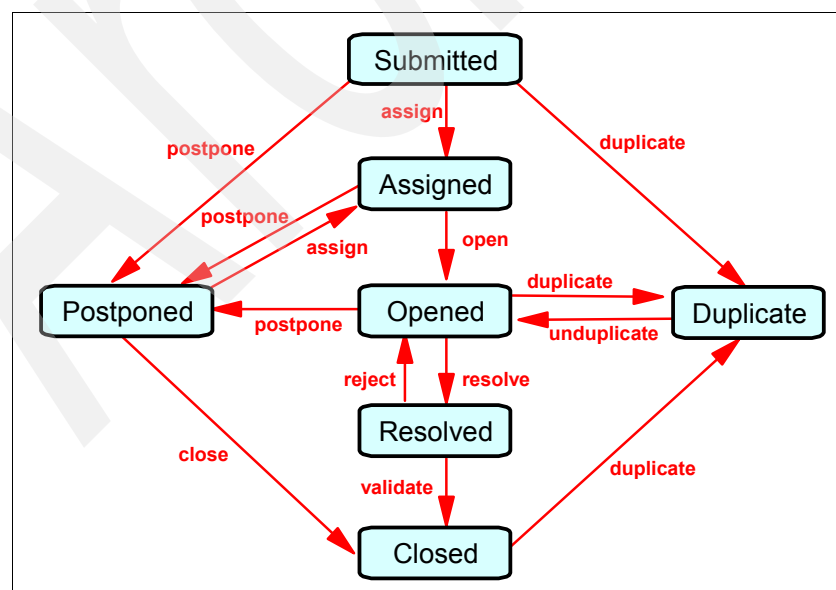 Submitted
assign
postpone
duplicate
Assigned
postpone
assign
open
Postponed
postpone
Opened
duplicate
unduplicate
Duplicate
reject
resolve
Resolved
close
validate
duplicate
Closed